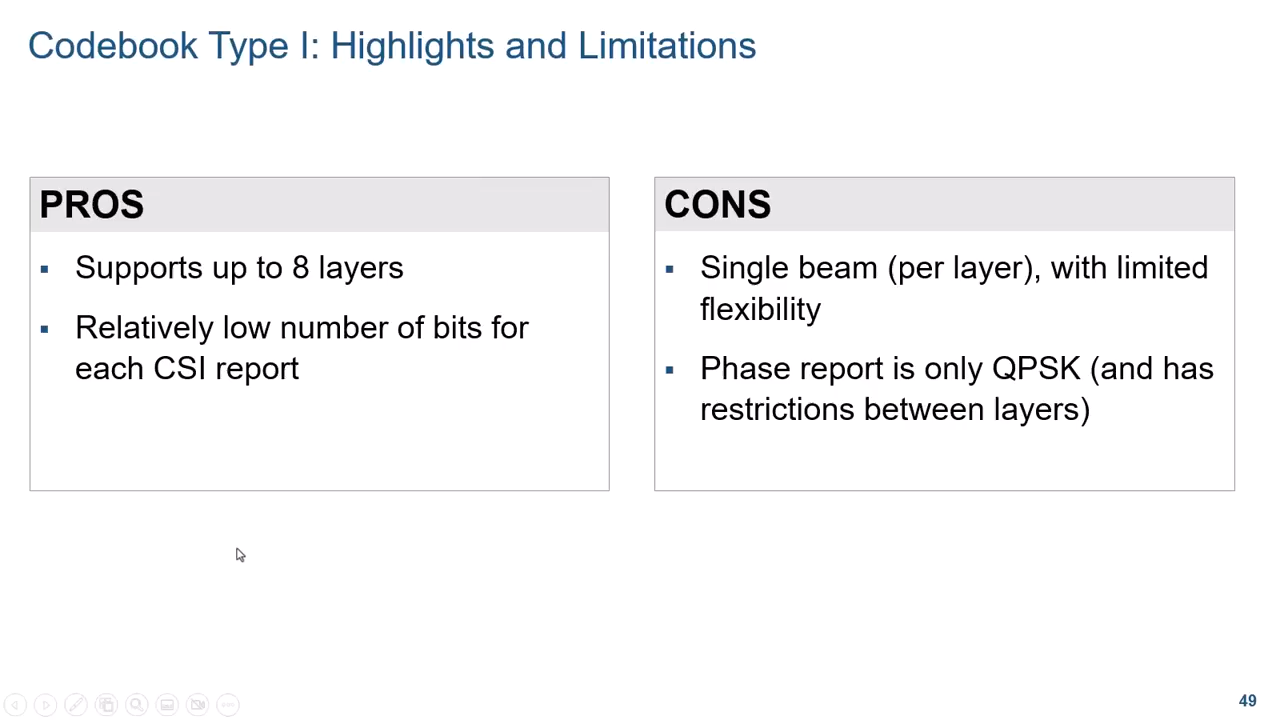 Codebook Type I: Highlights and Limitations
PROS
▪ Supports up to 8 layers
▪ Relatively low number of bits for
each CSI report
CONS
▪ Single beam (per layer), with limited
flexibility
▪ Phase report is only QPSK (and has
restrictions between layers)
49